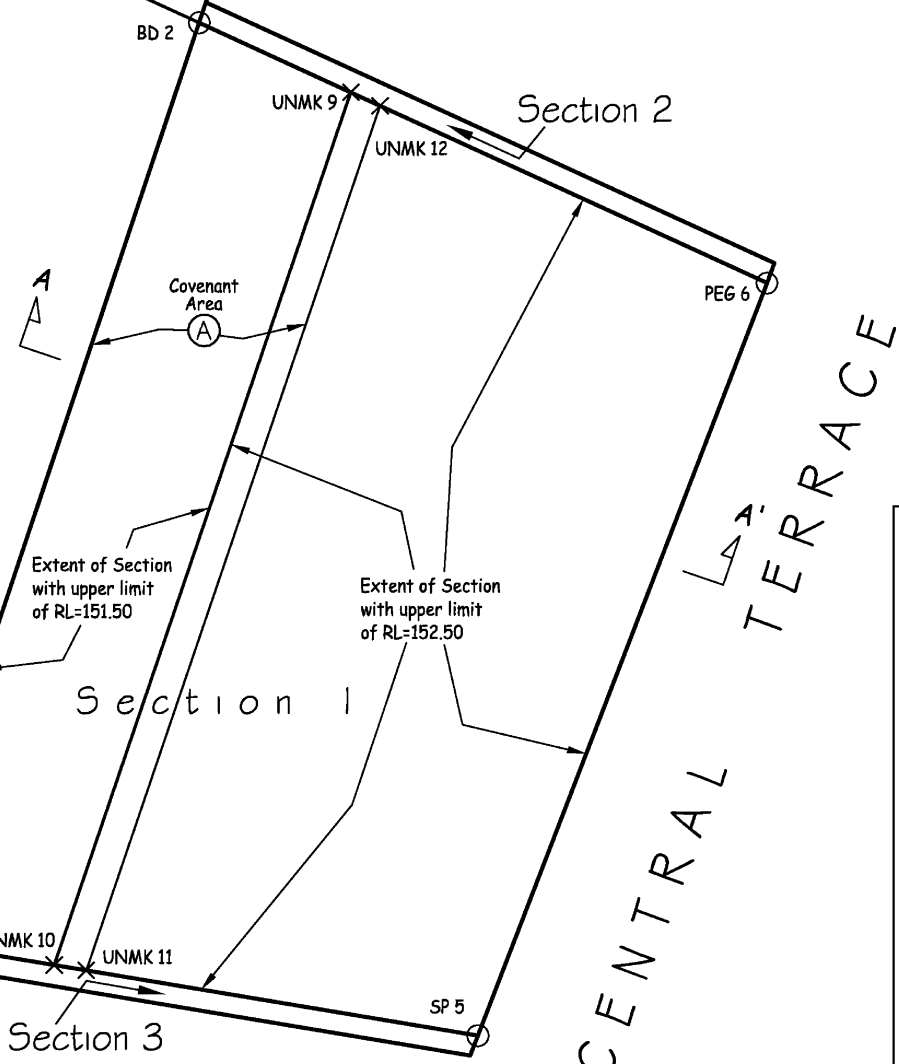 BD 2
UNMK 9
Section 2
UNMK 12
PEG 6
A
Covenant
Area
A
TERRACE
A'
Extent of Section
with upper limit
of RL=151.50
Extent of Section
with upper limit
of RL=152.50
Section 1
CENTRAL
NMK 10
UNMK 11
SP 5
Section 3